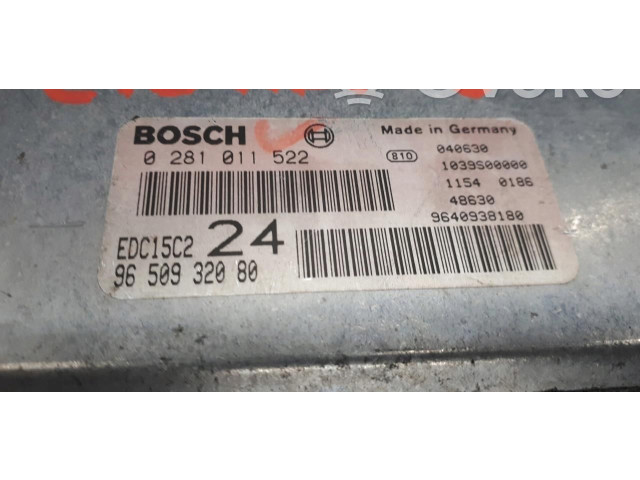 BOSCH
Made in Germany
0 281 011 522
810
040630
1039S00000
1154 0186
48630
9640938180
EDC15C2 24
96 509 320 80